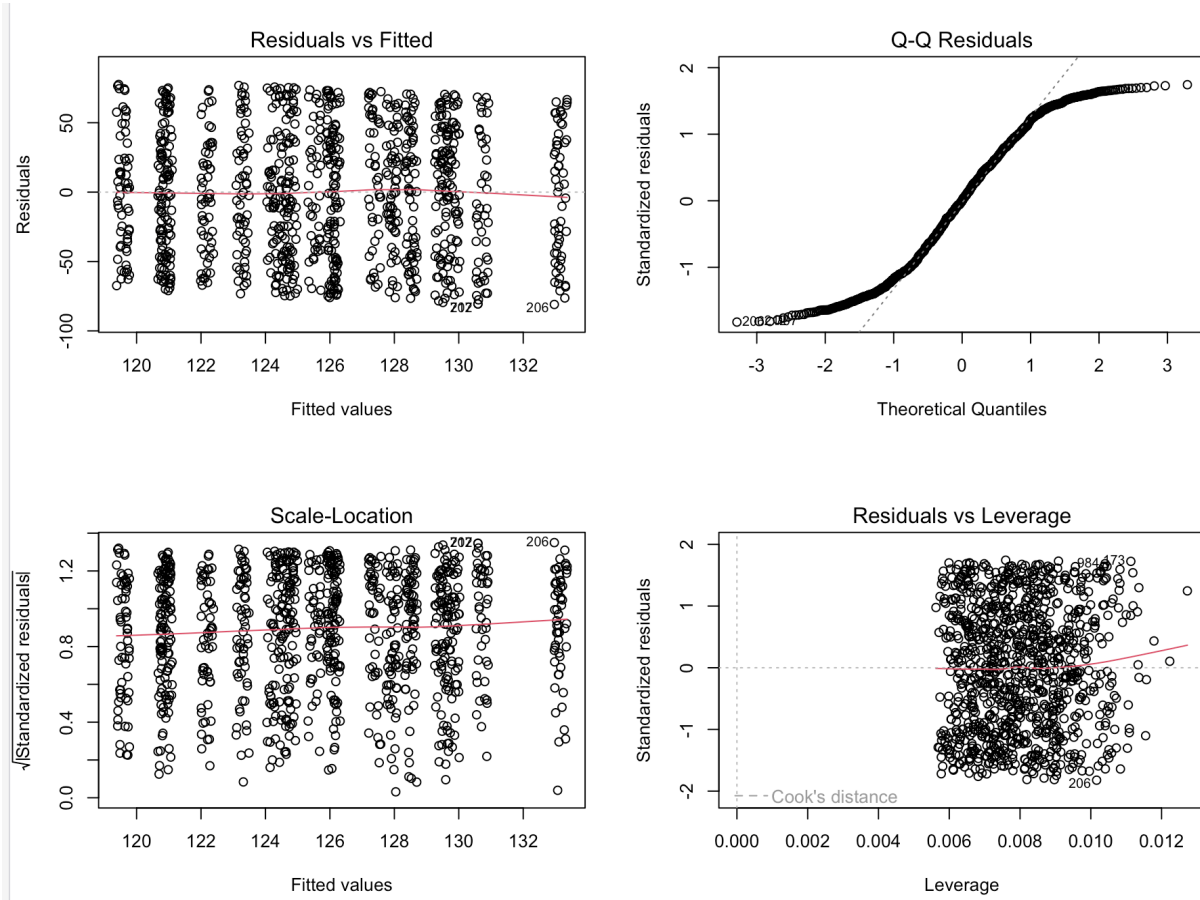 Residuals vs Fitted
Residuals
50
0
-50
-100
212
206
120 122 124 126 128 130 132
Fitted values
Q-Q Residuals
Standardized residuals
2
1
0
-1
-3 -2 -1 0 1 2 3
Theoretical Quantiles
Scale-Location
√|Standardized residuals|
1.2
0.8
0.4
0.0
206
120 122 124 126 128 130 132
Fitted values
Residuals vs Leverage
Standardized residuals
2
1
0
-1
-2
984 173
206
Cook's distance
0.000 0.002 0.004 0.006 0.008 0.010 0.012
Leverage